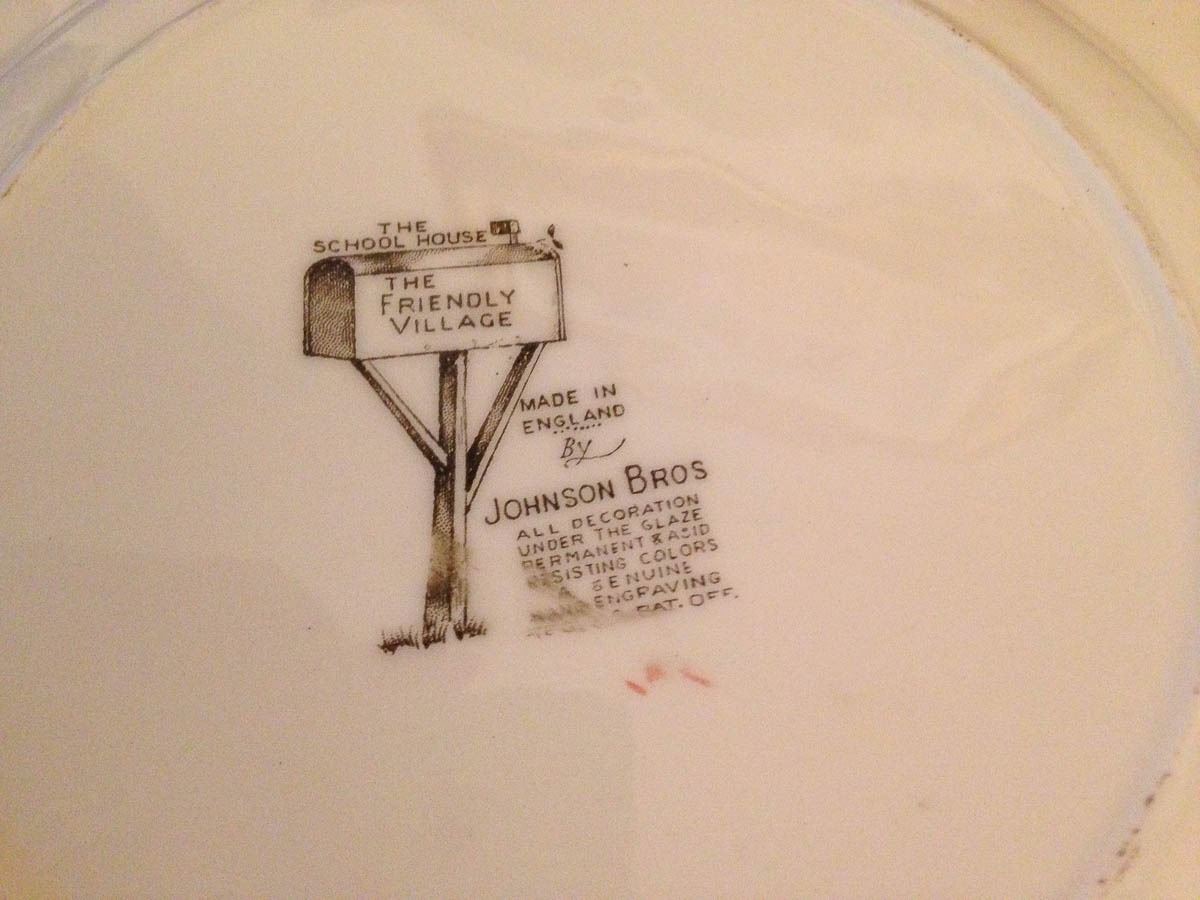 THE
SCHOOL HOUSE
THE
FRIENDLY
VILLAGE
MADE IN
ENGLAND
By
JOHNSON BROS
ALL DECORATION
UNDER THE GLAZE
PERMANENT & ACID
RESISTING COLORS
A GENUINE
ENGRAVING
PAT. OFF.